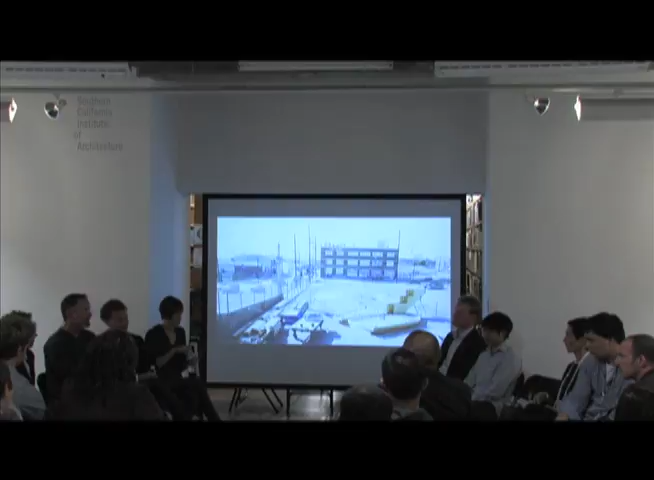 Southern
California
Institute
of
Architecture